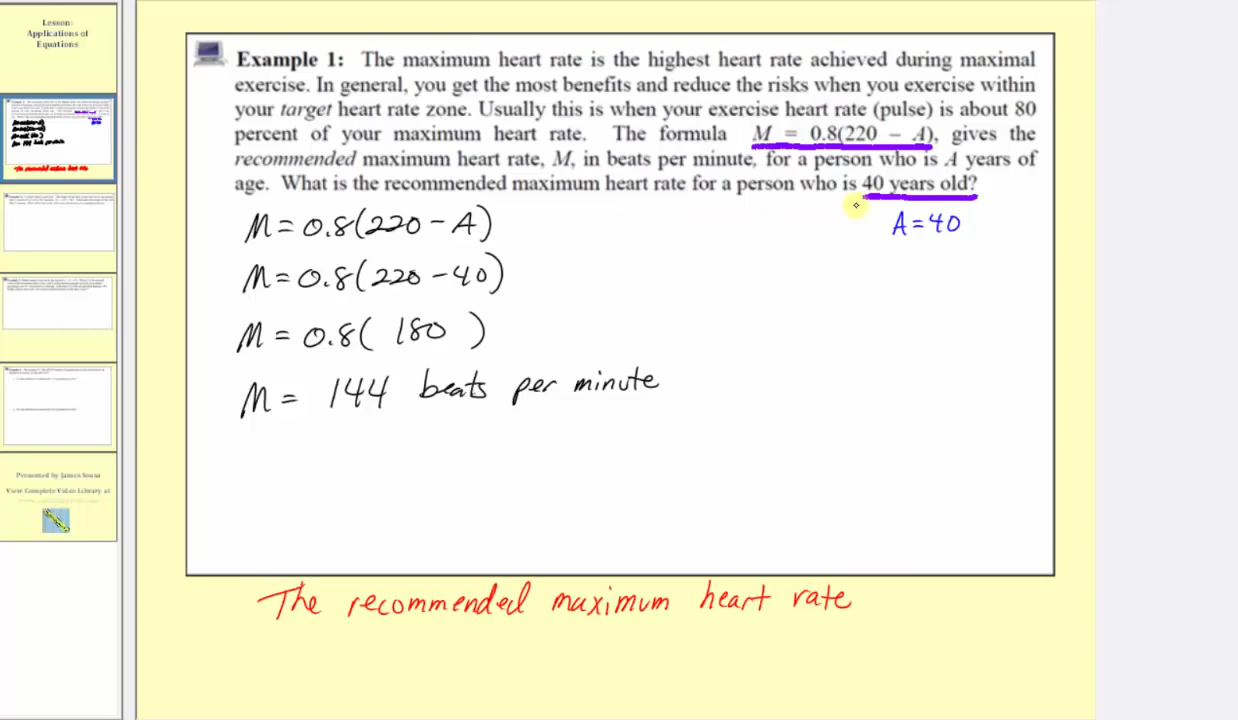 Lesson:
Applications of
Equations
Presented by James Sousa
View Complete Video Library at
Example 1: The maximum heart rate is the highest heart rate achieved during maximal
exercise. In general, you get the most benefits and reduce the risks when you exercise within
your target heart rate zone. Usually this is when your exercise heart rate (pulse) is about 80
percent of your maximum heart rate. The formula M = 0.8(220 − A), gives the
recommended maximum heart rate, M, in beats per minute, for a person who is A years of
age. What is the recommended maximum heart rate for a person who is 40 years old?
M = 0.8(220 - A)
A = 40
M = 0.8(220 - 40)
M = 0.8( 180 )
M = 144 beats per minute
The recommended maximum heart rate